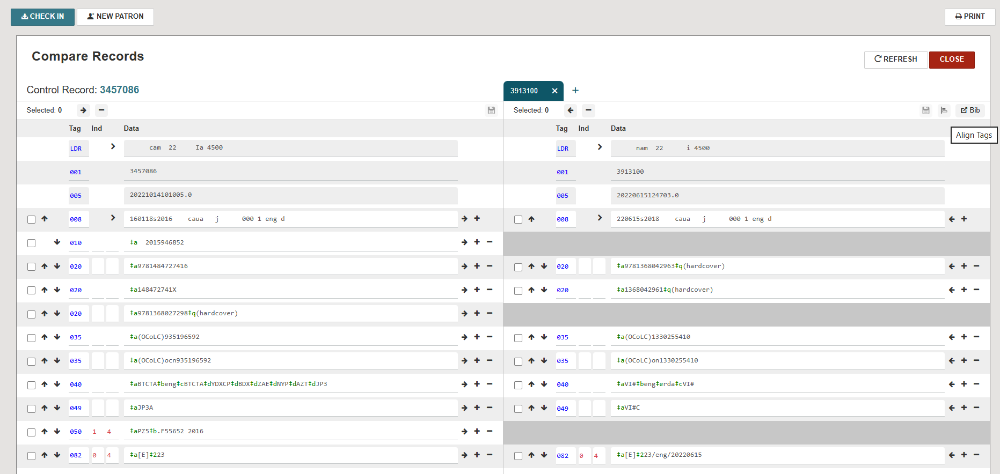 CHECK IN NEW PATRON PRINT
Compare Records
REFRESH CLOSE
Control Record: 3457086 3913100 × +
Selected: 0 Selected: 0 Bib
Tag Ind Data Tag Ind Data
Align Tags
LDR cam 22 Ia 4500 LDR nam 22 i 4500
001 3457086 001 3913100
005 20221014101005.0 005 20220615124703.0
008 160118s2016 caua j 000 1 eng d 008 220615s2018 caua j 000 1 eng d
010 ‡a 2015946852
020 ‡a9781484727416 020 ‡a9781368042963‡q(hardcover)
020 ‡a148472741X 020 ‡a1368042961‡q(hardcover)
020 ‡a9781368027298‡q(hardcover)
035 ‡a(OCoLC)935196592 035 ‡a(OCoLC)1330255410
035 ‡a(OCoLC)ocn935196592 035 ‡a(OCoLC)on1330255410
040 ‡aBTCTA‡beng‡cBTCTA‡dYDXCP‡dBDX‡dZAE‡dNYP‡dAZT‡dJP3 040 ‡aVI#‡beng‡erda‡cVI#
049 ‡aJP3A 049 ‡aVI#C
050 1 4 ‡aPZ5‡b.F55652 2016
082 0 4 ‡a[E]‡223 082 0 4 ‡a[E]‡223/eng/20220615